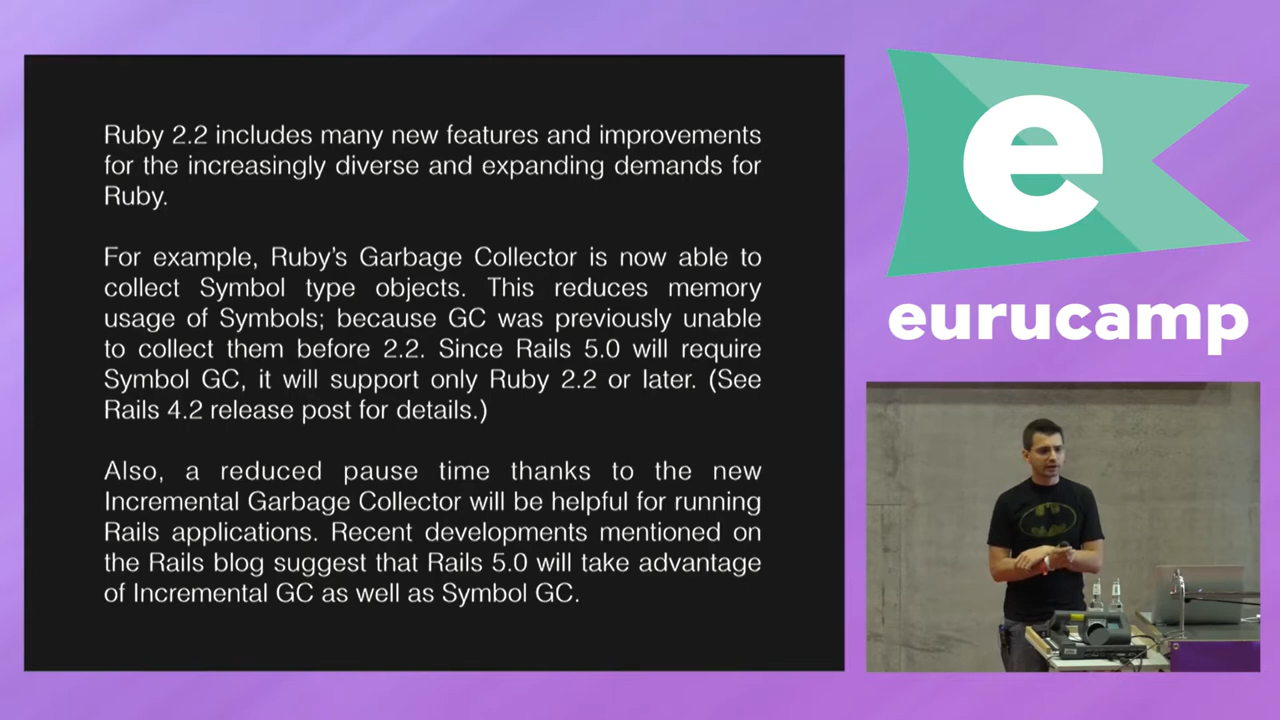 Ruby 2.2 includes many new features and improvements
for the increasingly diverse and expanding demands for
Ruby.
For example, Ruby’s Garbage Collector is now able to
collect Symbol type objects. This reduces memory
usage of Symbols; because GC was previously unable
to collect them before 2.2. Since Rails 5.0 will require
Symbol GC, it will support only Ruby 2.2 or later. (See
Rails 4.2 release post for details.)
Also, a reduced pause time thanks to the new
Incremental Garbage Collector will be helpful for running
Rails applications. Recent developments mentioned on
the Rails blog suggest that Rails 5.0 will take advantage
of Incremental GC as well as Symbol GC.
e
eurucamp